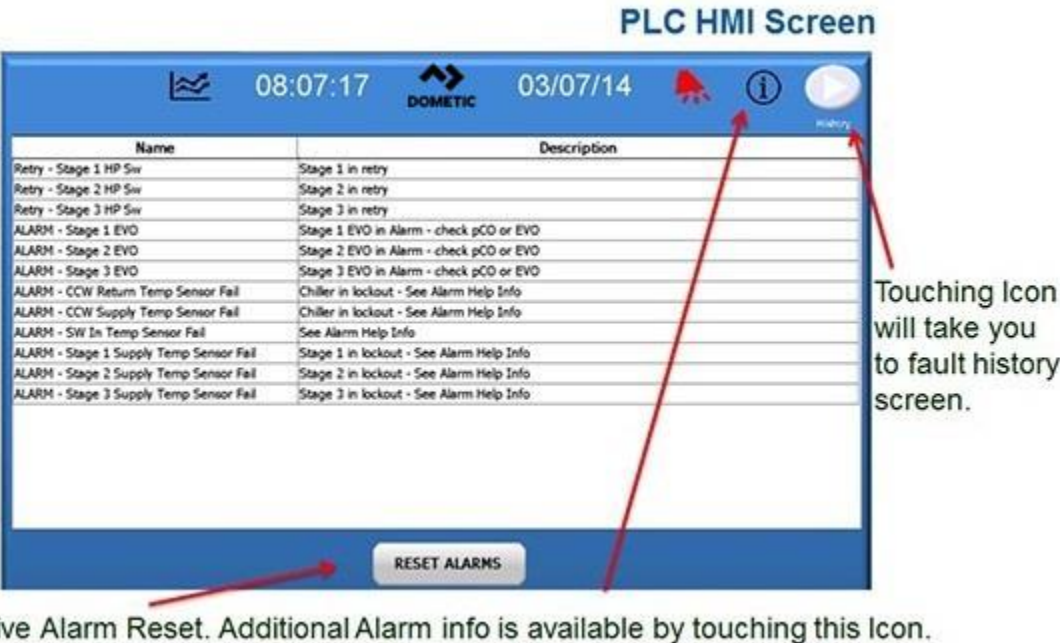 PLC HMI Screen
08:07:17
DOMETIC
03/07/14
History
Name Description
Retry - Stage 1 HP Sw Stage 1 in retry
Retry - Stage 2 HP Sw Stage 2 in retry
Retry - Stage 3 HP Sw Stage 3 in retry
ALARM - Stage 1 EVO Stage 1 EVO in Alarm - check pCO or EVO
ALARM - Stage 2 EVO Stage 2 EVO in Alarm - check pCO or EVO
ALARM - Stage 3 EVO Stage 3 EVO in Alarm - check pCO or EVO
ALARM - CCW Return Temp Sensor Fail Chiller in lockout - See Alarm Help Info
ALARM - CCW Supply Temp Sensor Fail Chiller in lockout - See Alarm Help Info
ALARM - SW In Temp Sensor Fail See Alarm Help Info
ALARM - Stage 1 Supply Temp Sensor Fail Stage 1 in lockout - See Alarm Help Info
ALARM - Stage 2 Supply Temp Sensor Fail Stage 2 in lockout - See Alarm Help Info
ALARM - Stage 3 Supply Temp Sensor Fail Stage 3 in lockout - See Alarm Help Info
Touching Icon
will take you
to fault history
screen.
RESET ALARMS
ve Alarm Reset. Additional Alarm info is available by touching this Icon.